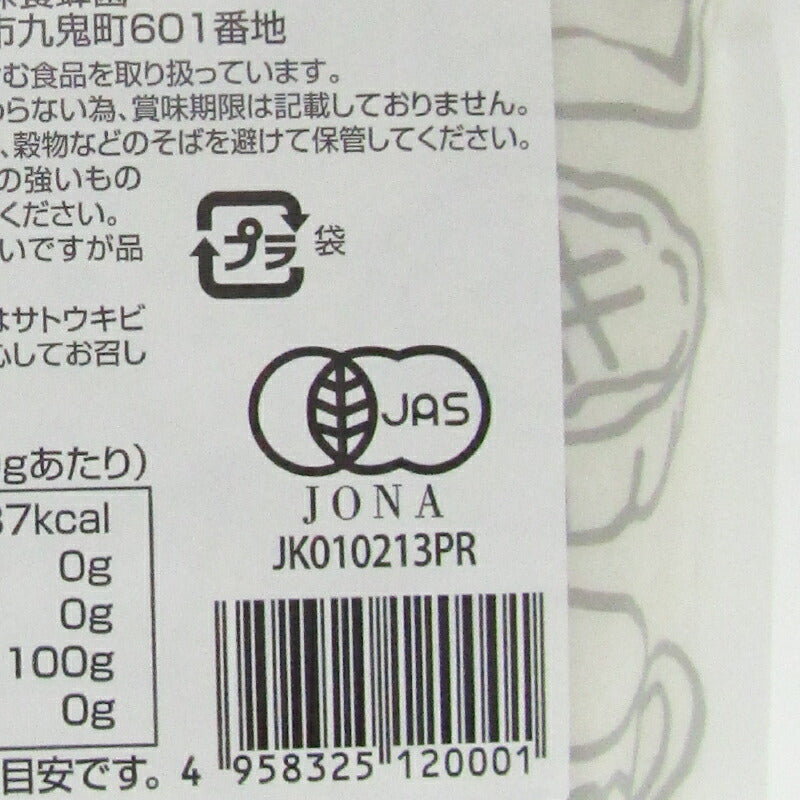 市九鬼町601番地
む食品を取り扱っています。
わらない為、賞味期限は記載しておりません。
、穀物などのそばを避けて保管してください。
の強いもの
ください。
いですが品
プラ 袋
はサトウキビ
心してお召し
JAS
gあたり)
JONA
JK010213PR
37kcal
0g
0g
100g
0g
目安です。
4 958325 120001